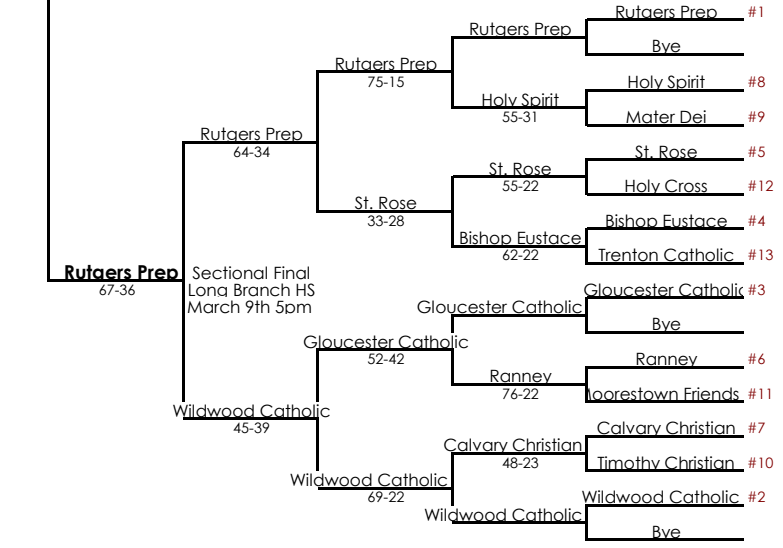 Rutgers Prep #1
Rutgers Prep
Bye
Rutgers Prep
75-15
Holy Spirit #8
Holy Spirit
55-31
Mater Dei #9
Rutgers Prep
64-34
St. Rose #5
St. Rose
55-22
Holy Cross #12
St. Rose
33-28
Bishop Eustace #4
Bishop Eustace
62-22
Trenton Catholic #13
Rutgers Prep
67-36
Sectional Final
Long Branch HS
March 9th 5pm
Gloucester Catholic #3
Gloucester Catholic
Bye
Gloucester Catholic
52-42
Ranney #6
Ranney
76-22
Moorestown Friends #11
Wildwood Catholic
45-39
Calvary Christian #7
Calvary Christian
48-23
Timothy Christian #10
Wildwood Catholic
69-22
Wildwood Catholic #2
Wildwood Catholic
Bye